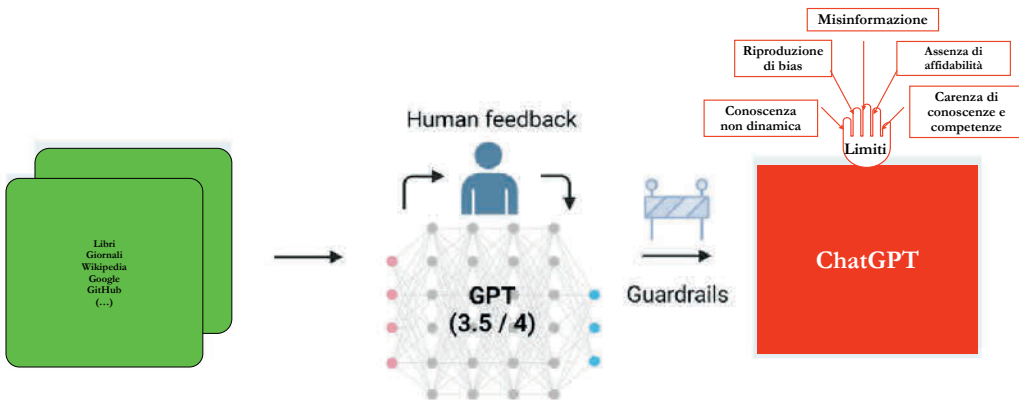 Misinformazione
Riproduzione
di bias
Assenza di
affidabilità
Conoscenza
non dinamica
Carenza di
conoscenze e
competenze
Limiti
Human feedback
Libri
Giornali
Wikipedia
Google
GitHub
(…)
GPT
(3.5 / 4)
Guardrails
ChatGPT